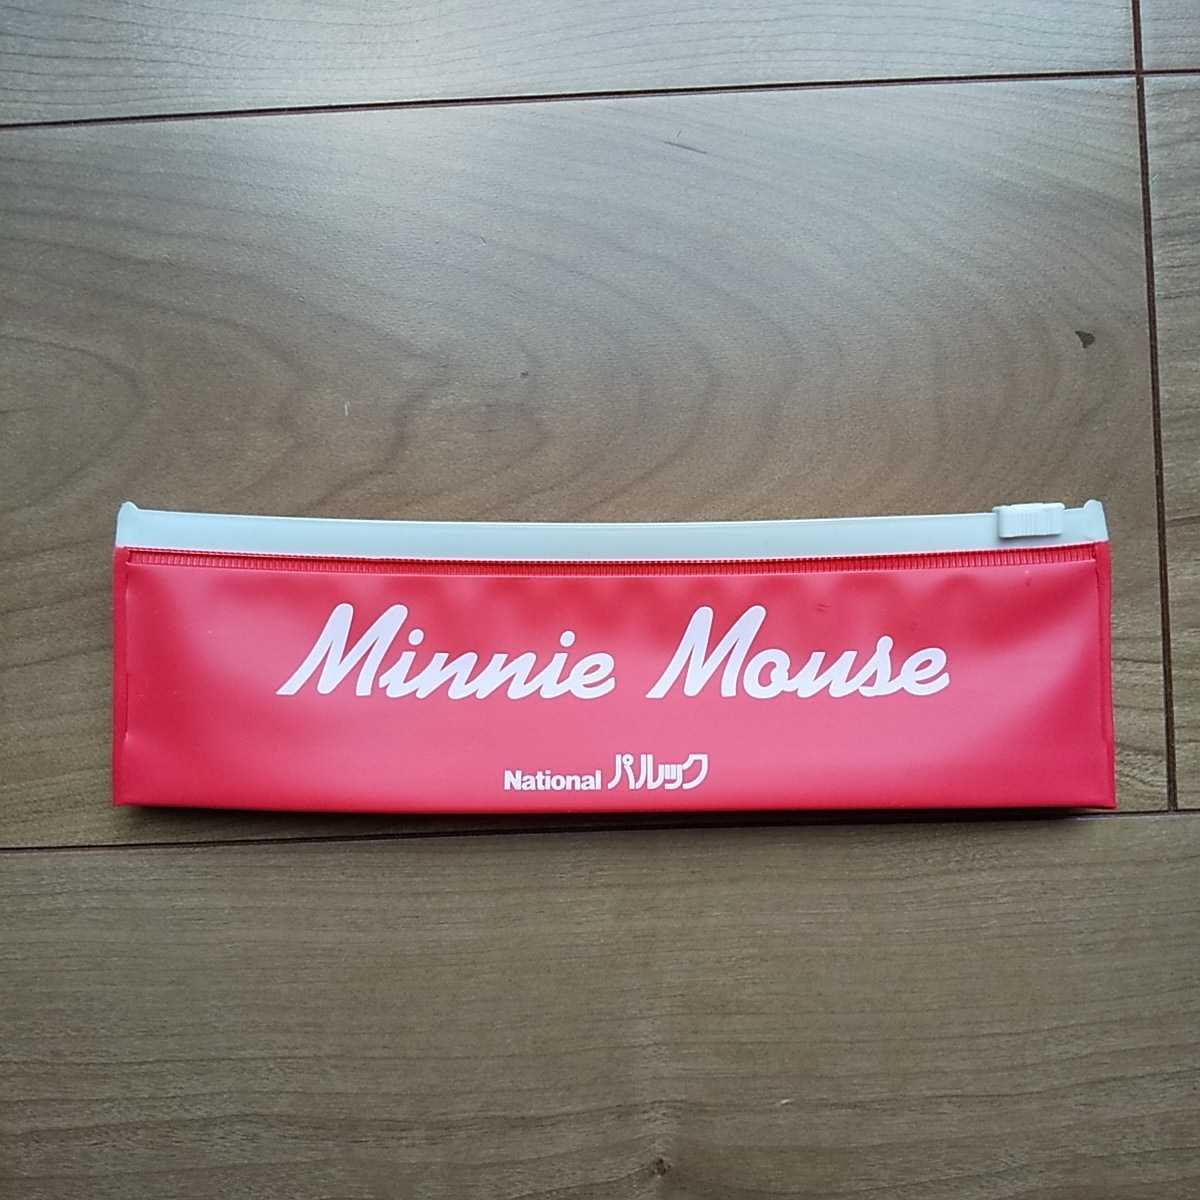 Minnie Mouse
National パルック